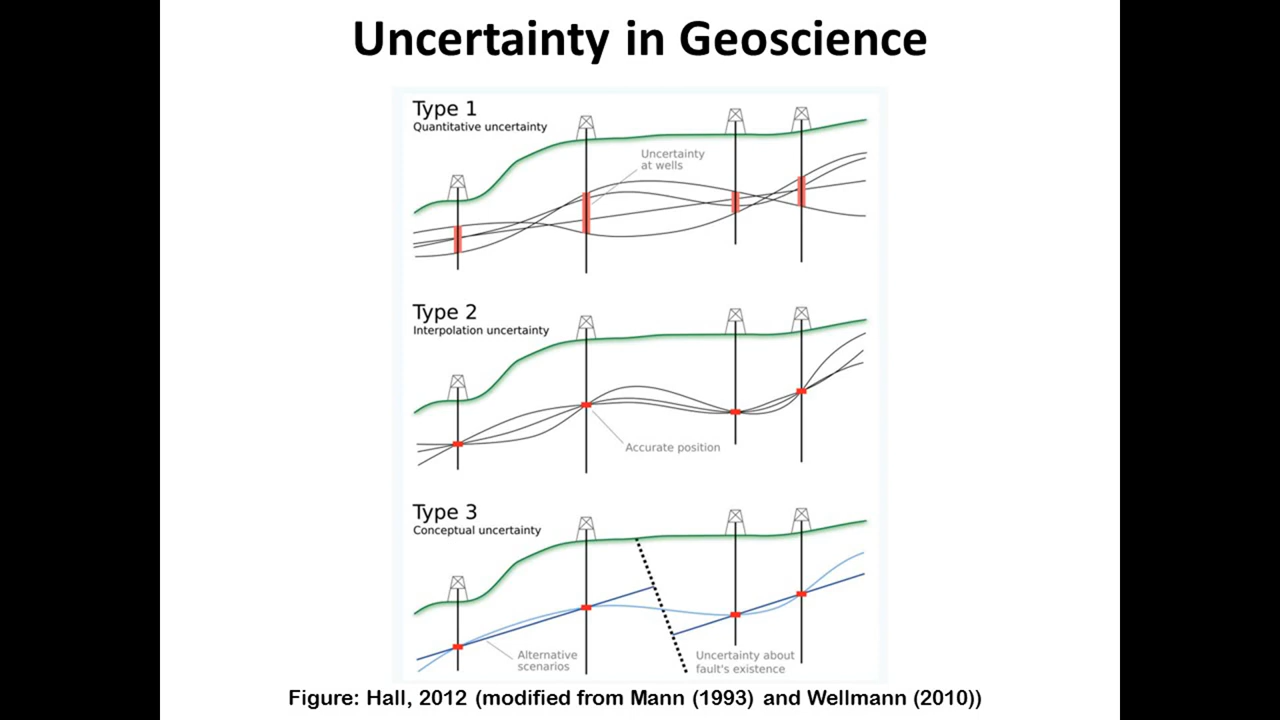 Uncertainty in Geoscience
Type 1
Quantitative uncertainty
Uncertainty
at wells
Type 2
Interpolation uncertainty
Accurate position
Type 3
Conceptual uncertainty
Alternative
scenarios
Uncertainty about
fault's existence
Figure: Hall, 2012 (modified from Mann (1993) and Wellmann (2010))